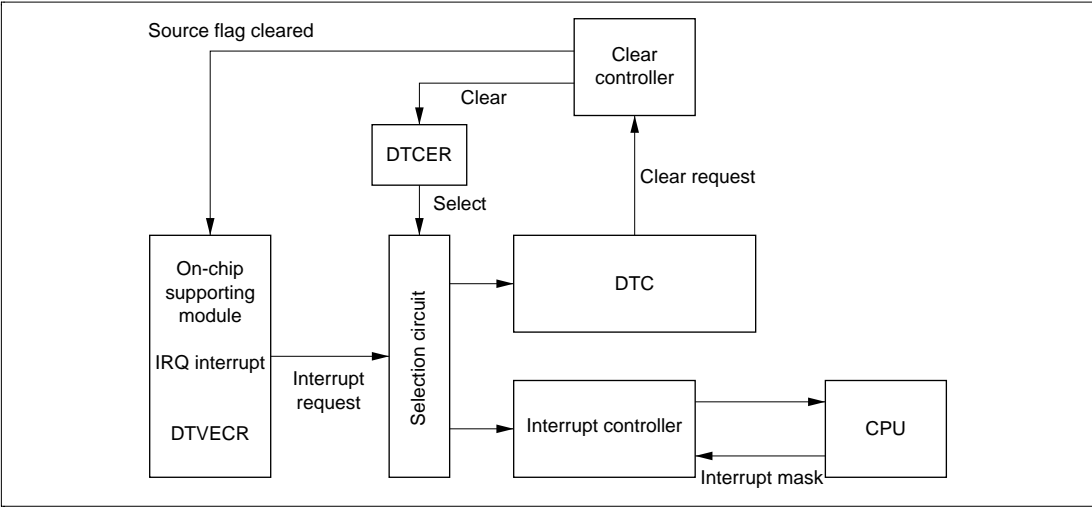 Source flag cleared
Clear
controller
Clear
DTCER
Clear request
Select
On-chip
supporting
module
DTC
Selection circuit
IRQ interrupt
Interrupt
request
DTVECR
Interrupt controller
CPU
Interrupt mask